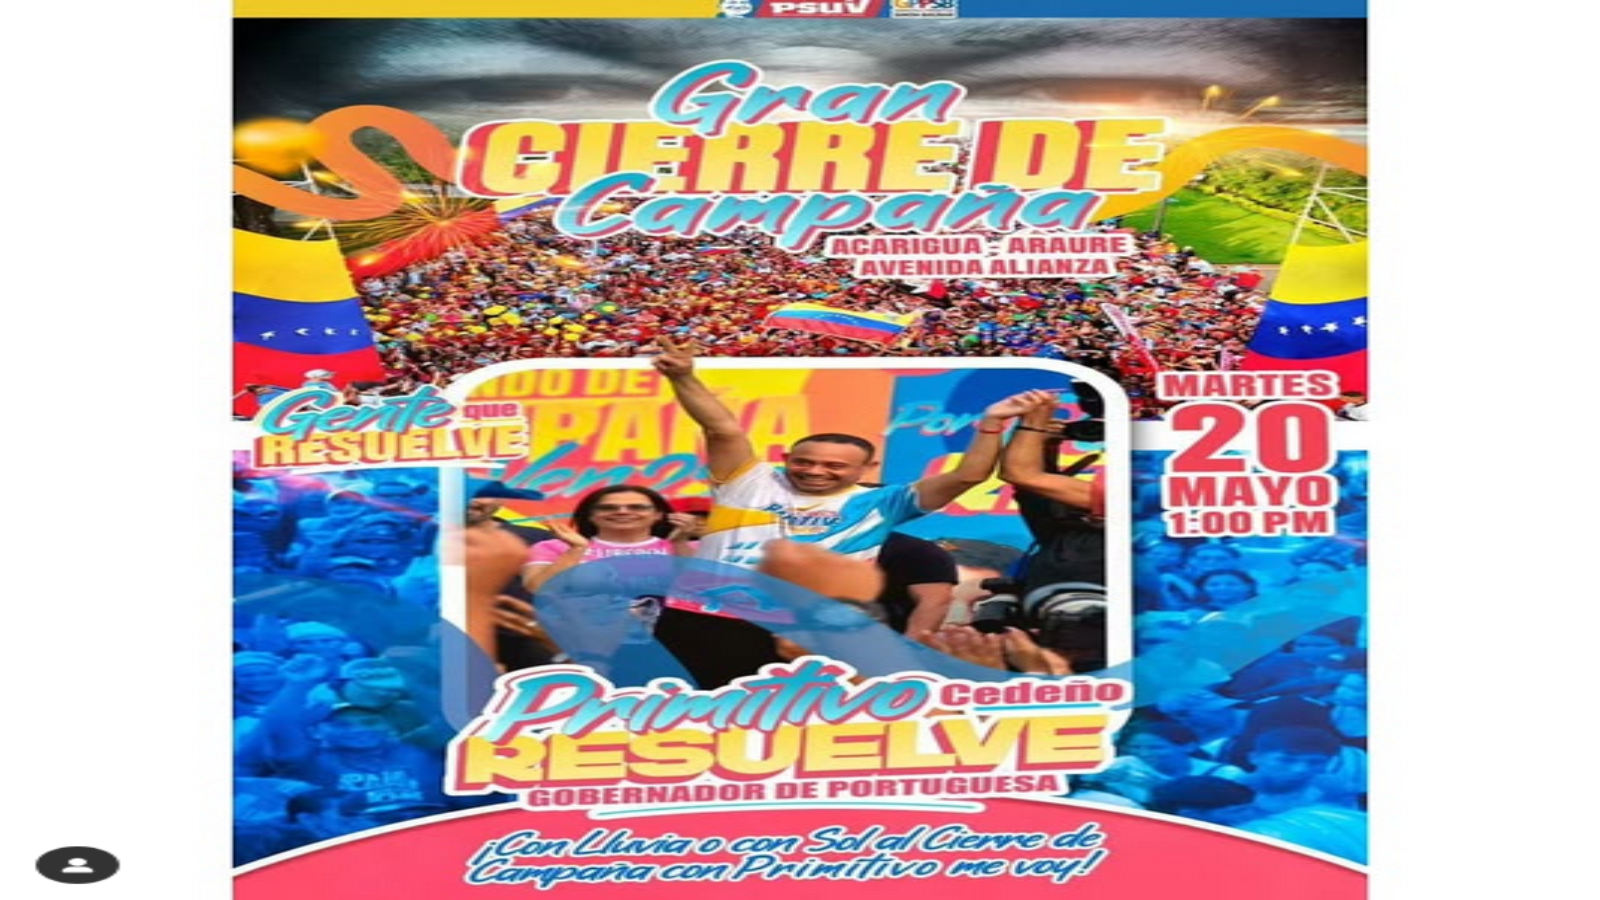 PSUV
Gran
CIERRE DE
Campaña
ACARIGUA - ARAURE
AVENIDA ALIANZA
MARTES
20
MAYO
1:00 PM
Gente que
RESUELVE
Primitivo Cedeño
RESUELVE
GOBERNADOR DE PORTUGUESA
¡Con Lluvia o con Sol al Cierre de
Campaña con Primitivo me voy!